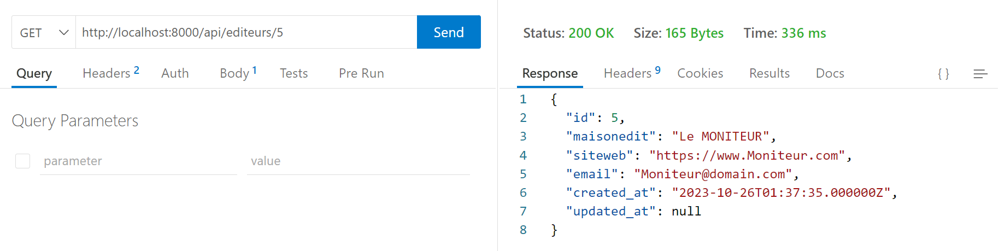 GET http://localhost:8000/api/editeurs/5 Send
Query Headers 2 Auth Body 1 Tests Pre Run
Query Parameters
parameter value
Status: 200 OK Size: 165 Bytes Time: 336 ms
Response Headers 9 Cookies Results Docs { }
1 {
2 "id": 5,
3 "maisonedit": "Le MONITEUR",
4 "siteweb": "https://www.Moniteur.com",
5 "email": "Moniteur@domain.com",
6 "created_at": "2023-10-26T01:37:35.000000Z",
7 "updated_at": null
8 }